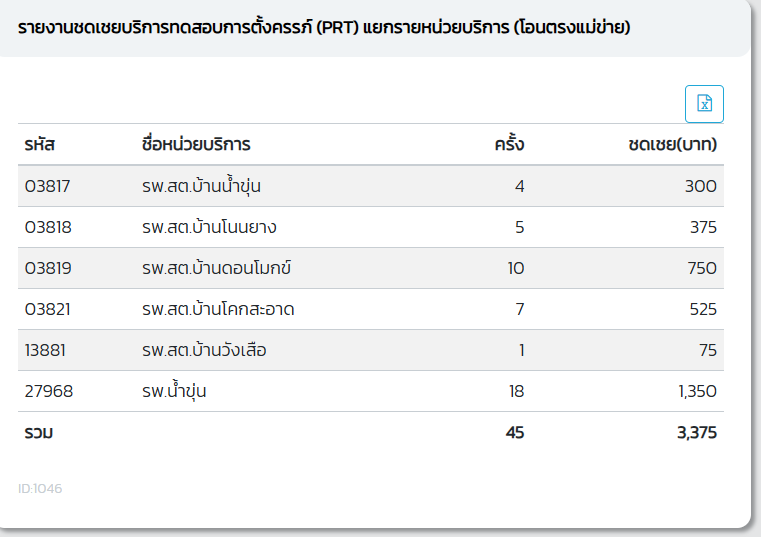 รายงานชดเชยบริการทดสอบการตั้งครรภ์ (PRT) แยกรายหน่วยบริการ (โอนตรงแม่ข่าย)
รหัส ชื่อหน่วยบริการ ครั้ง ชดเชย(บาท)
03817 รพ.สต.บ้านน้ำขุ่น 4 300
03818 รพ.สต.บ้านโนนยาง 5 375
03819 รพ.สต.บ้านดอนโมกข์ 10 750
03821 รพ.สต.บ้านโคกสะอาด 7 525
13881 รพ.สต.บ้านวังเสือ 1 75
27968 รพ.น้ำขุ่น 18 1,350
รวม 45 3,375
ID:1046